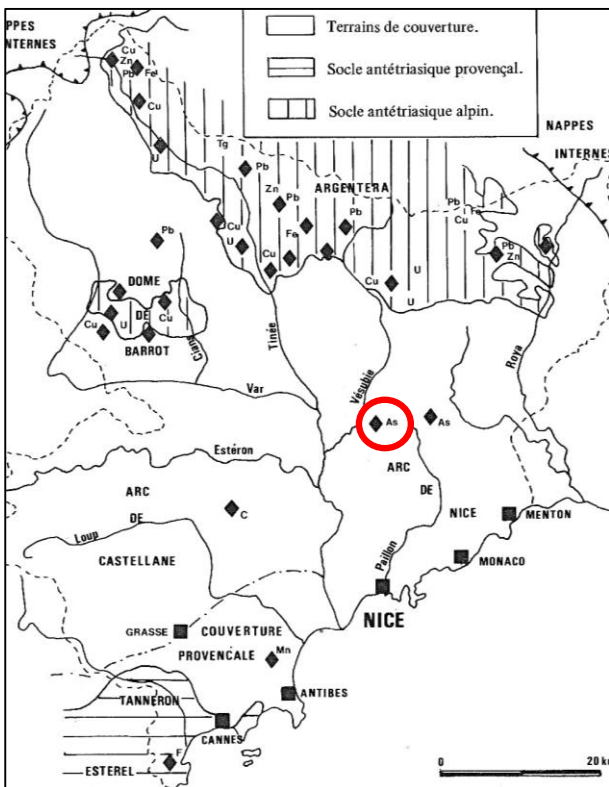 NAPPES
INTERNES
Terrains de couverture.
Socle antétriasique provençal.
Socle antétriasique alpin.
NAPPES
INTERNES
Cu
Zn
Pb
Fe
Cu
U
Tg
Pb
Zn
ARGENTERA
Pb
Pb
Fe
Cu
U
Cu
Pb
Cu
Fe
Pb
Zn
U
Cu
U
Pb
DOME
DE
BARROT
Cu
U
Cu
Cians
Tinée
Roya
Var
Vésubie
As
As
Estéron
ARC
DE
CASTELLANE
Loup
C
ARC
DE
NICE
MENTON
MONACO
Paillon
NICE
GRASSE
COUVERTURE
PROVENCALE
Mn
ANTIBES
TANNERON
CANNES
F
ESTEREL
0 20 km